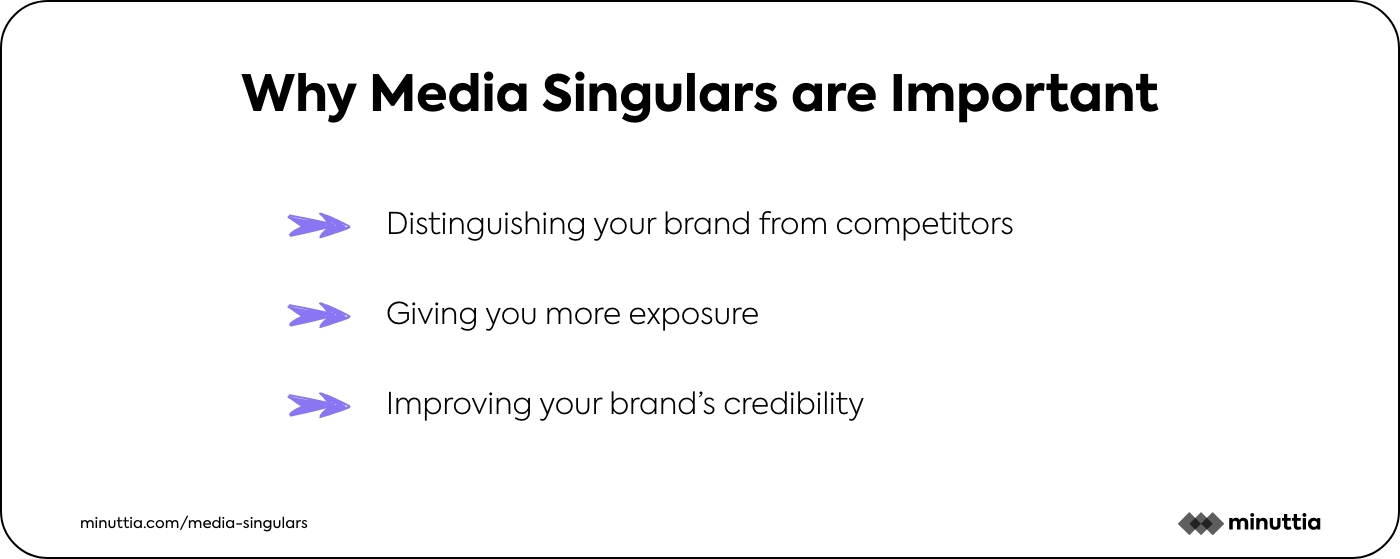 Why Media Singulars are Important
Distinguishing your brand from competitors
Giving you more exposure
Improving your brand’s credibility
minuttia.com/media-singulars
minuttia